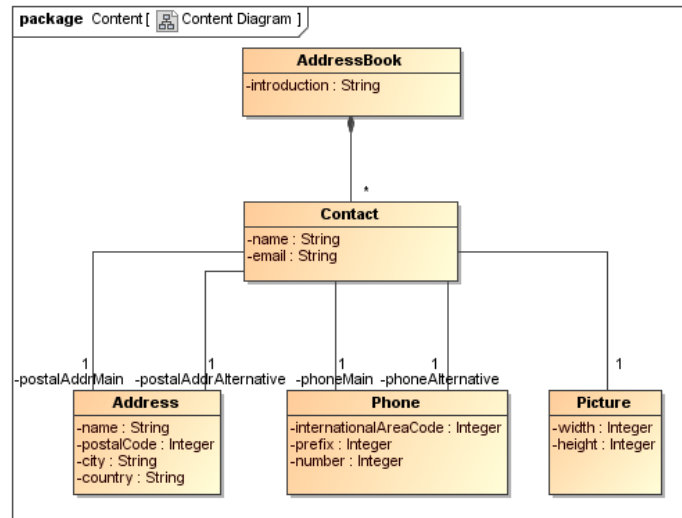 package Content [ Content Diagram ]
AddressBook
-introduction : String
*
Contact
-name : String
-email : String
1 1 1 1 1
-postalAddrMain -postalAddrAlternative -phoneMain -phoneAlternative
Address
-name : String
-postalCode : Integer
-city : String
-country : String
Phone
-internationalAreaCode : Integer
-prefix : Integer
-number : Integer
Picture
-width : Integer
-height : Integer